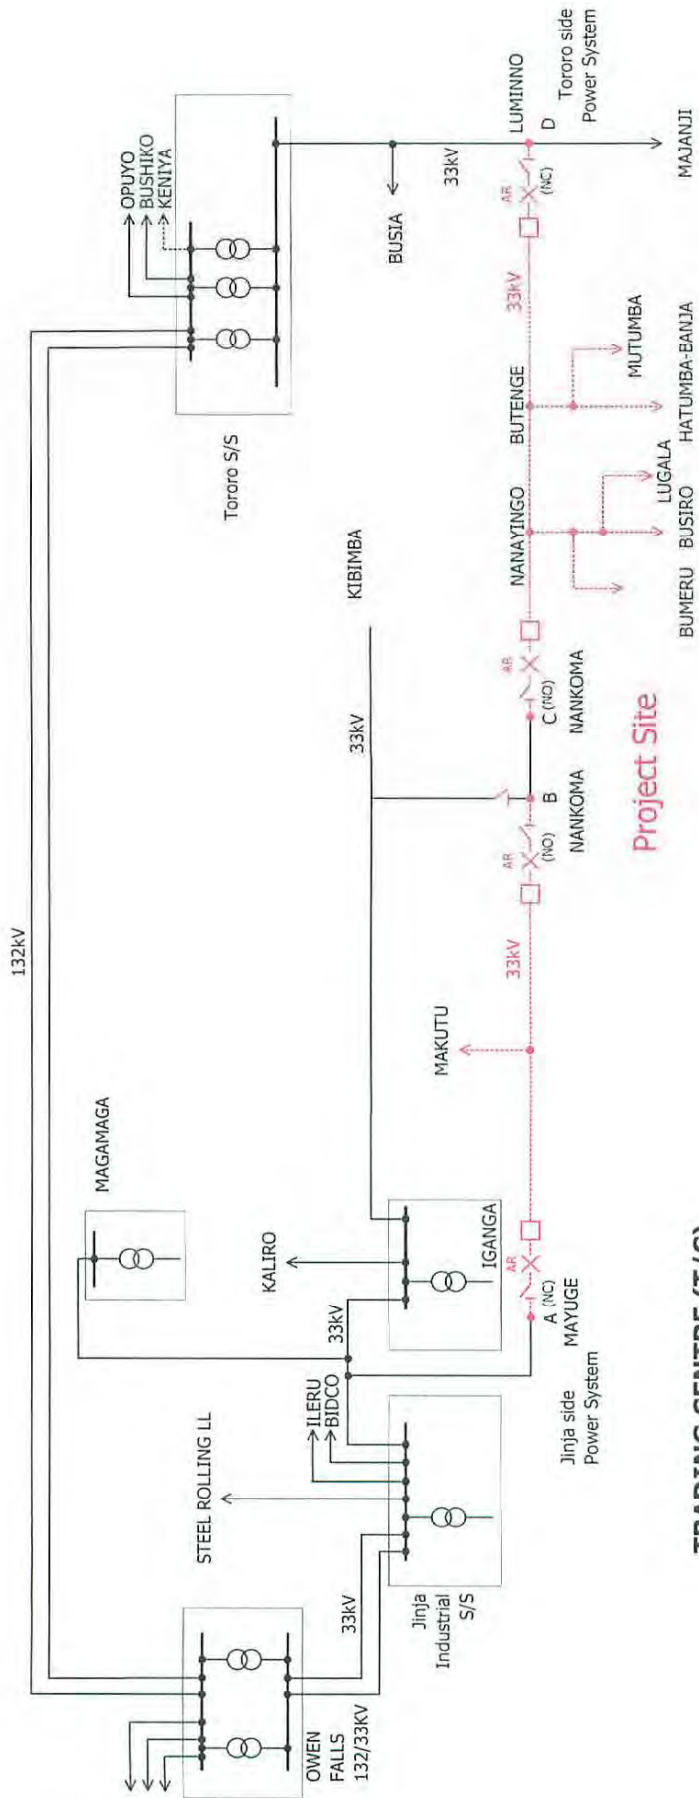 132kV
OPUYO
BUSHIKO
KENIYA
Tororo S/S
BUSIA
33kV
LUMINNO
D
Tororo side
Power System
MAJANJI
AR
(NC)
33kV
BUTENGE
MUTUMBA
HATUMBA-BANJA
NANAYINGO
LUGALA
BUSIRO
BUMERU
KIBIMBA
33kV
AR
C (NO)
NANKOMA
B
NANKOMA
AR
(NO)
Project Site
33kV
MAKUTU
MAGAMAGA
KALIRO
IGANGA
33kV
AR
A (NC)
MAYUGE
Jinja side
Power System
ILERU
BIDCO
STEEL ROLLING LL
Jinja
Industrial
S/S
33kV
OWEN
FALLS
132/33KV